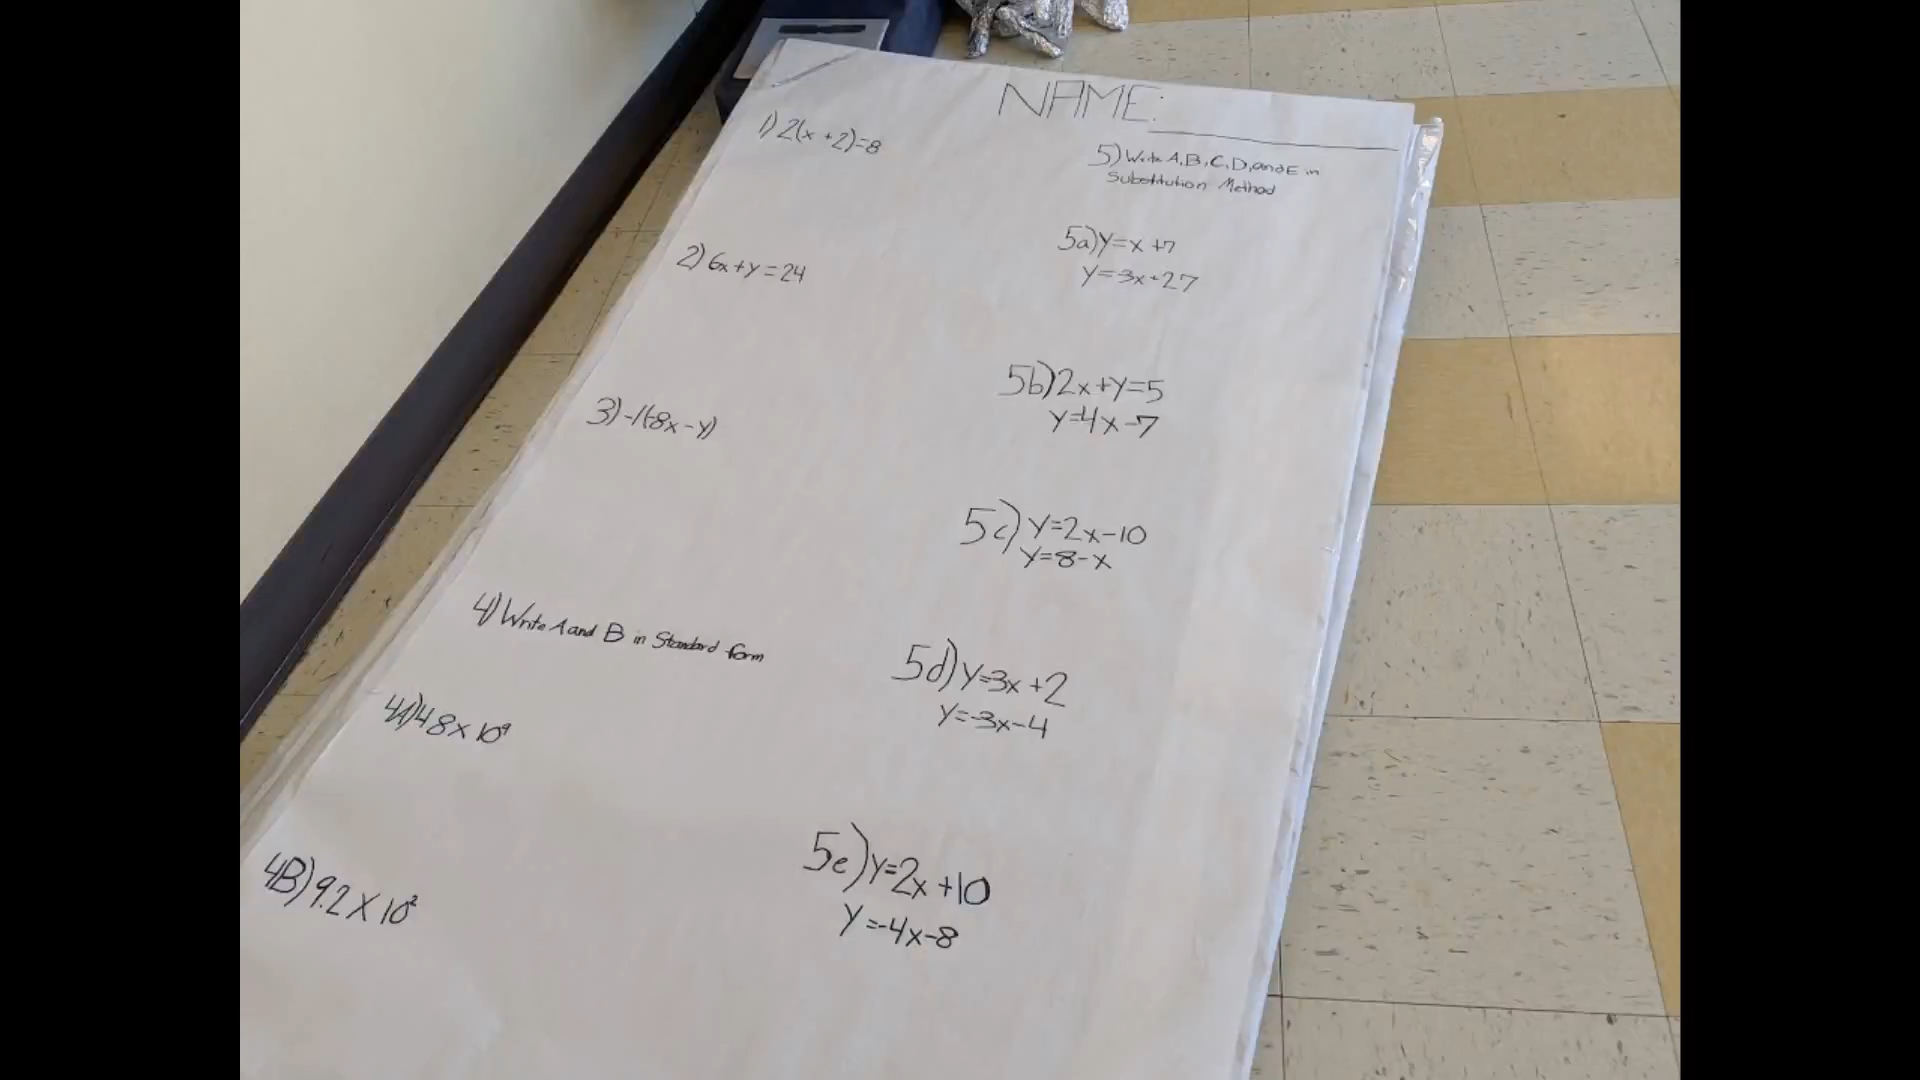 NAME:
1) 2(x+2)=8
2) 6x+y=24
3) -1(-8x-y)
4) Write A and B in Standard form
4A) 4.8x10⁹
4B) 9.2x10²
5) Write A,B,C,D, and E in
Substitution Method
5a) y=x+7
y=3x+27
5b) 2x+y=5
y=4x-7
5c) y=2x-10
y=8-x
5d) y=3x+2
y=-3x-4
5e) y=2x+10
y=-4x-8